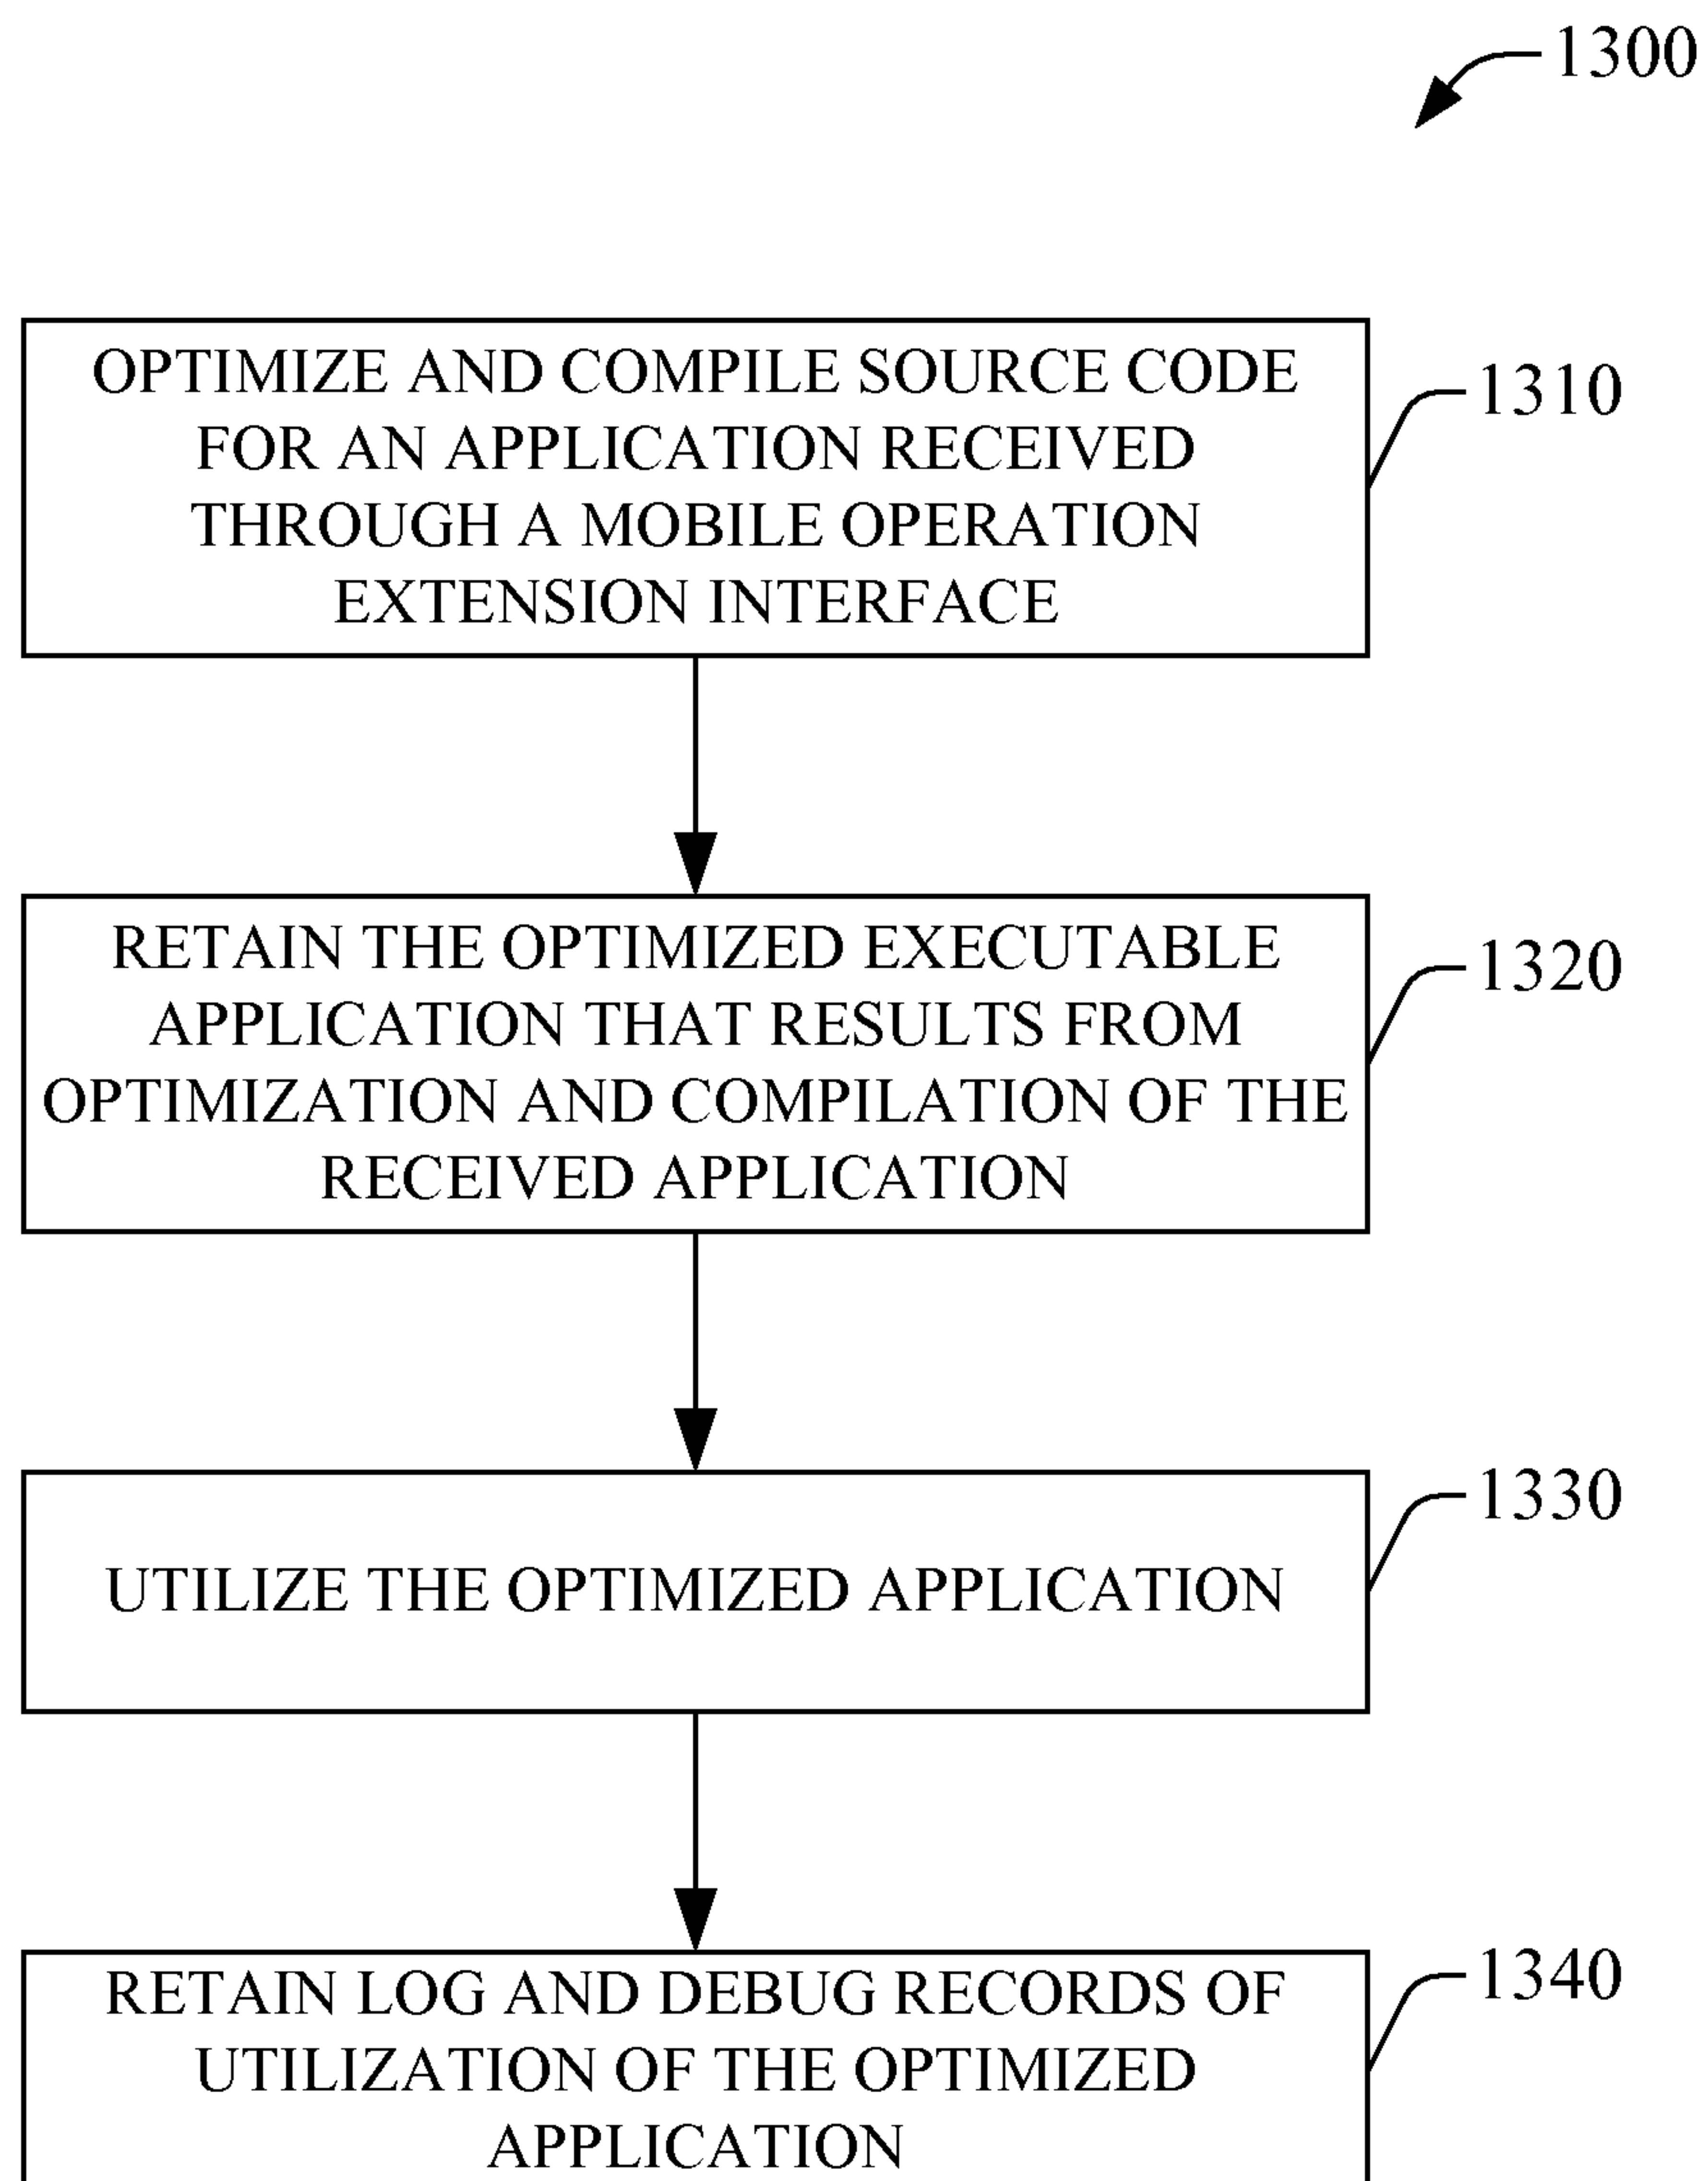 1300
OPTIMIZE AND COMPILE SOURCE CODE
FOR AN APPLICATION RECEIVED
THROUGH A MOBILE OPERATION
EXTENSION INTERFACE
1310
RETAIN THE OPTIMIZED EXECUTABLE
APPLICATION THAT RESULTS FROM
OPTIMIZATION AND COMPILATION OF THE
RECEIVED APPLICATION
1320
UTILIZE THE OPTIMIZED APPLICATION
1330
RETAIN LOG AND DEBUG RECORDS OF
UTILIZATION OF THE OPTIMIZED
APPLICATION
1340